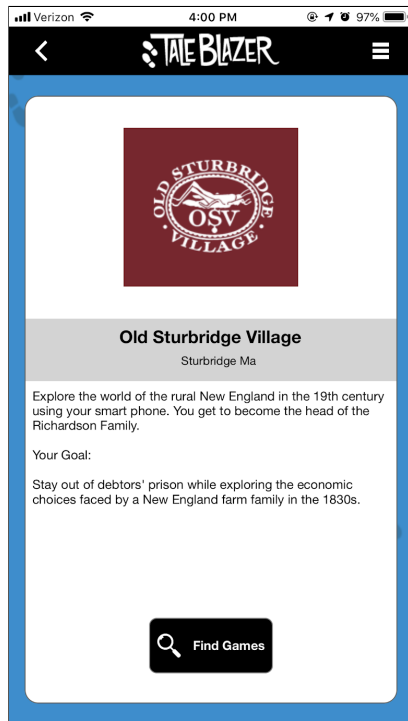 Verizon 4:00 PM 97%
TALEBLAZER
OLD STURBRIDGE
OSV
VILLAGE
Old Sturbridge Village
Sturbridge Ma
Explore the world of the rural New England in the 19th century
using your smart phone. You get to become the head of the
Richardson Family.
Your Goal:
Stay out of debtors' prison while exploring the economic
choices faced by a New England farm family in the 1830s.
Find Games